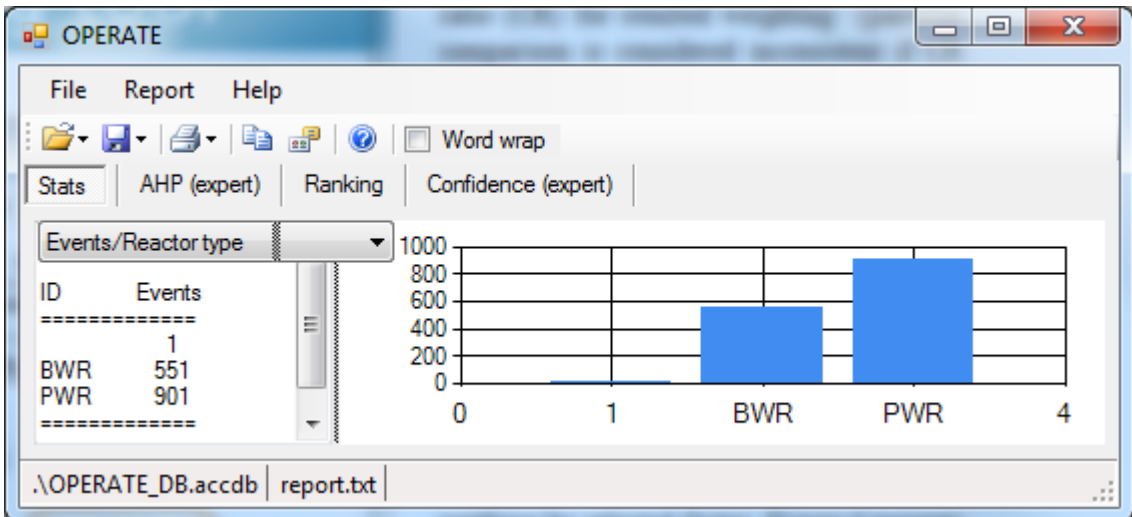 OPERATE
File Report Help
Word wrap
Stats AHP (expert) Ranking Confidence (expert)
Events/Reactor type
ID Events
=============
1
BWR 551
PWR 901
=============
1000
800
600
400
200
0
0 1 BWR PWR 4
.\OPERATE_DB.accdb report.txt